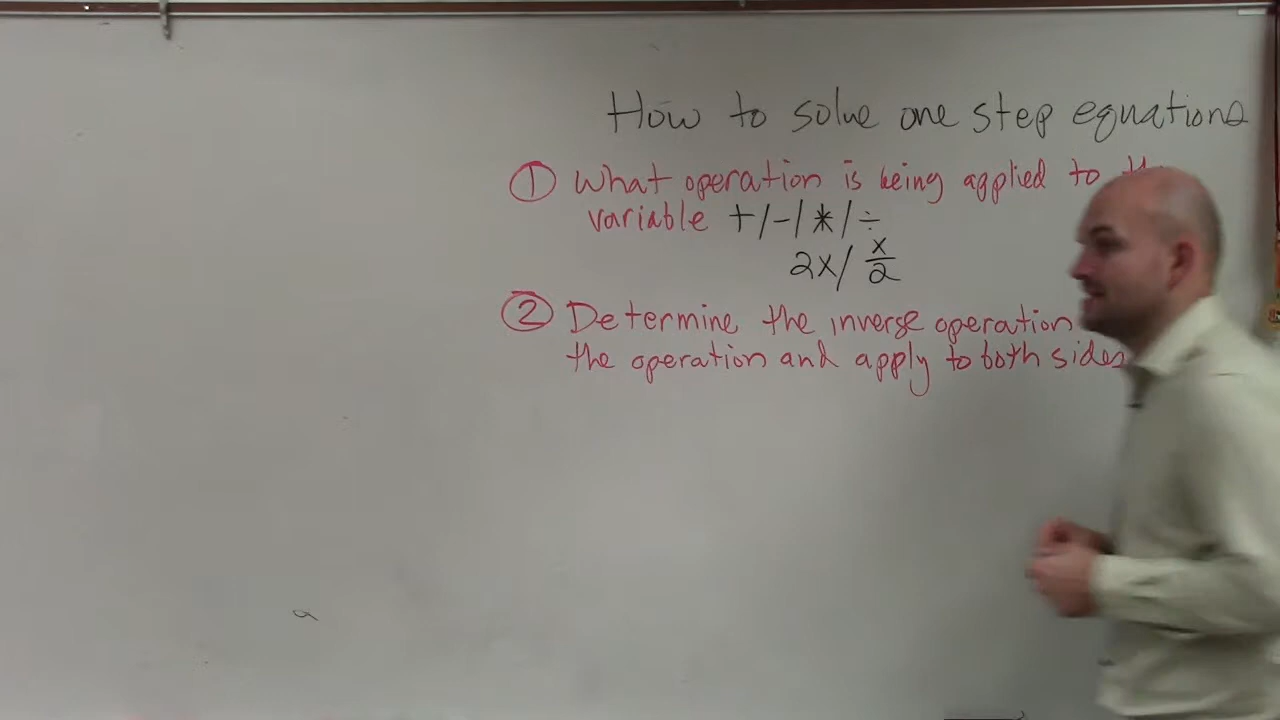 How to solve one step equations
① What operation is being applied to
variable +/-/*/÷
2x/ x/2
② Determine the inverse operation
the operation and apply to both sides